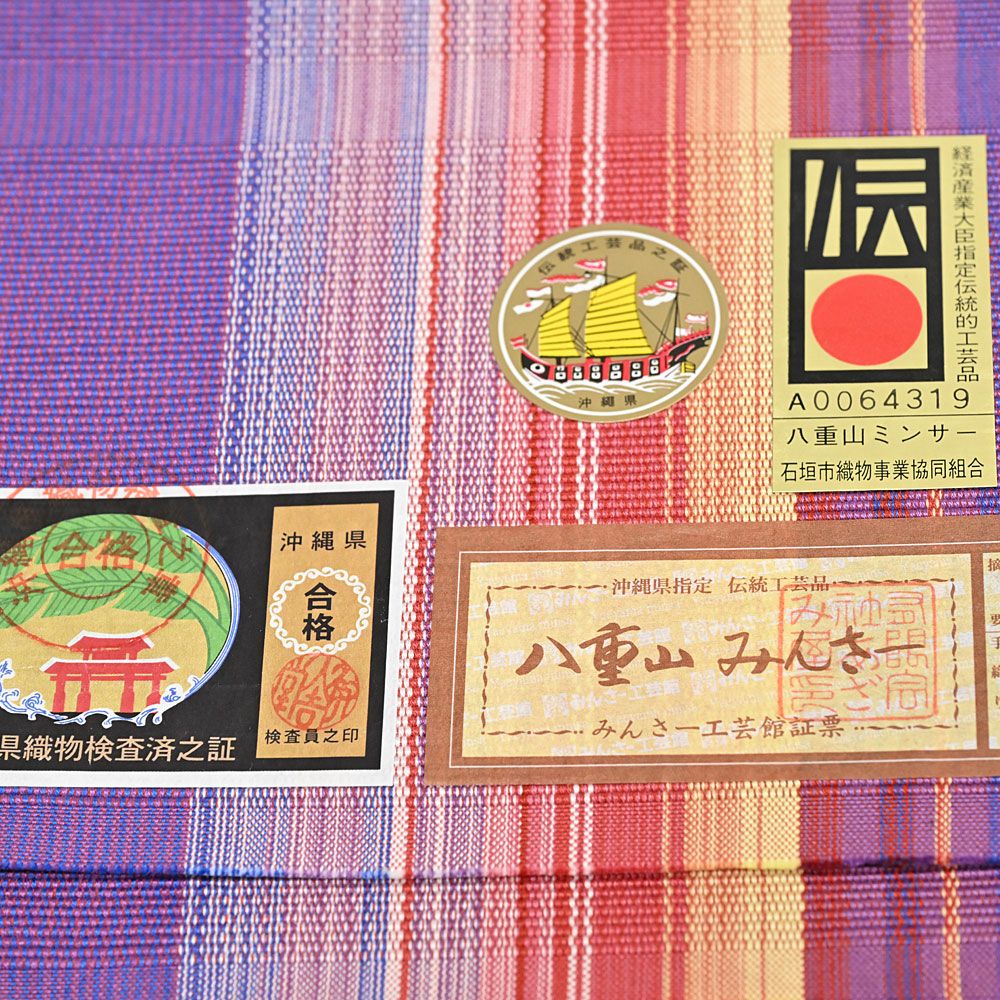 伝統工芸品之証
沖縄県
伝
経済産業大臣指定伝統的工芸品
A0064319
八重山ミンサー
石垣市織物事業協同組合
沖縄県
合格
検査員之印
県織物検査済之証
合格
沖縄県指定 伝統工芸品
八重山 みんさー
みんさー工芸館証票
摘
要